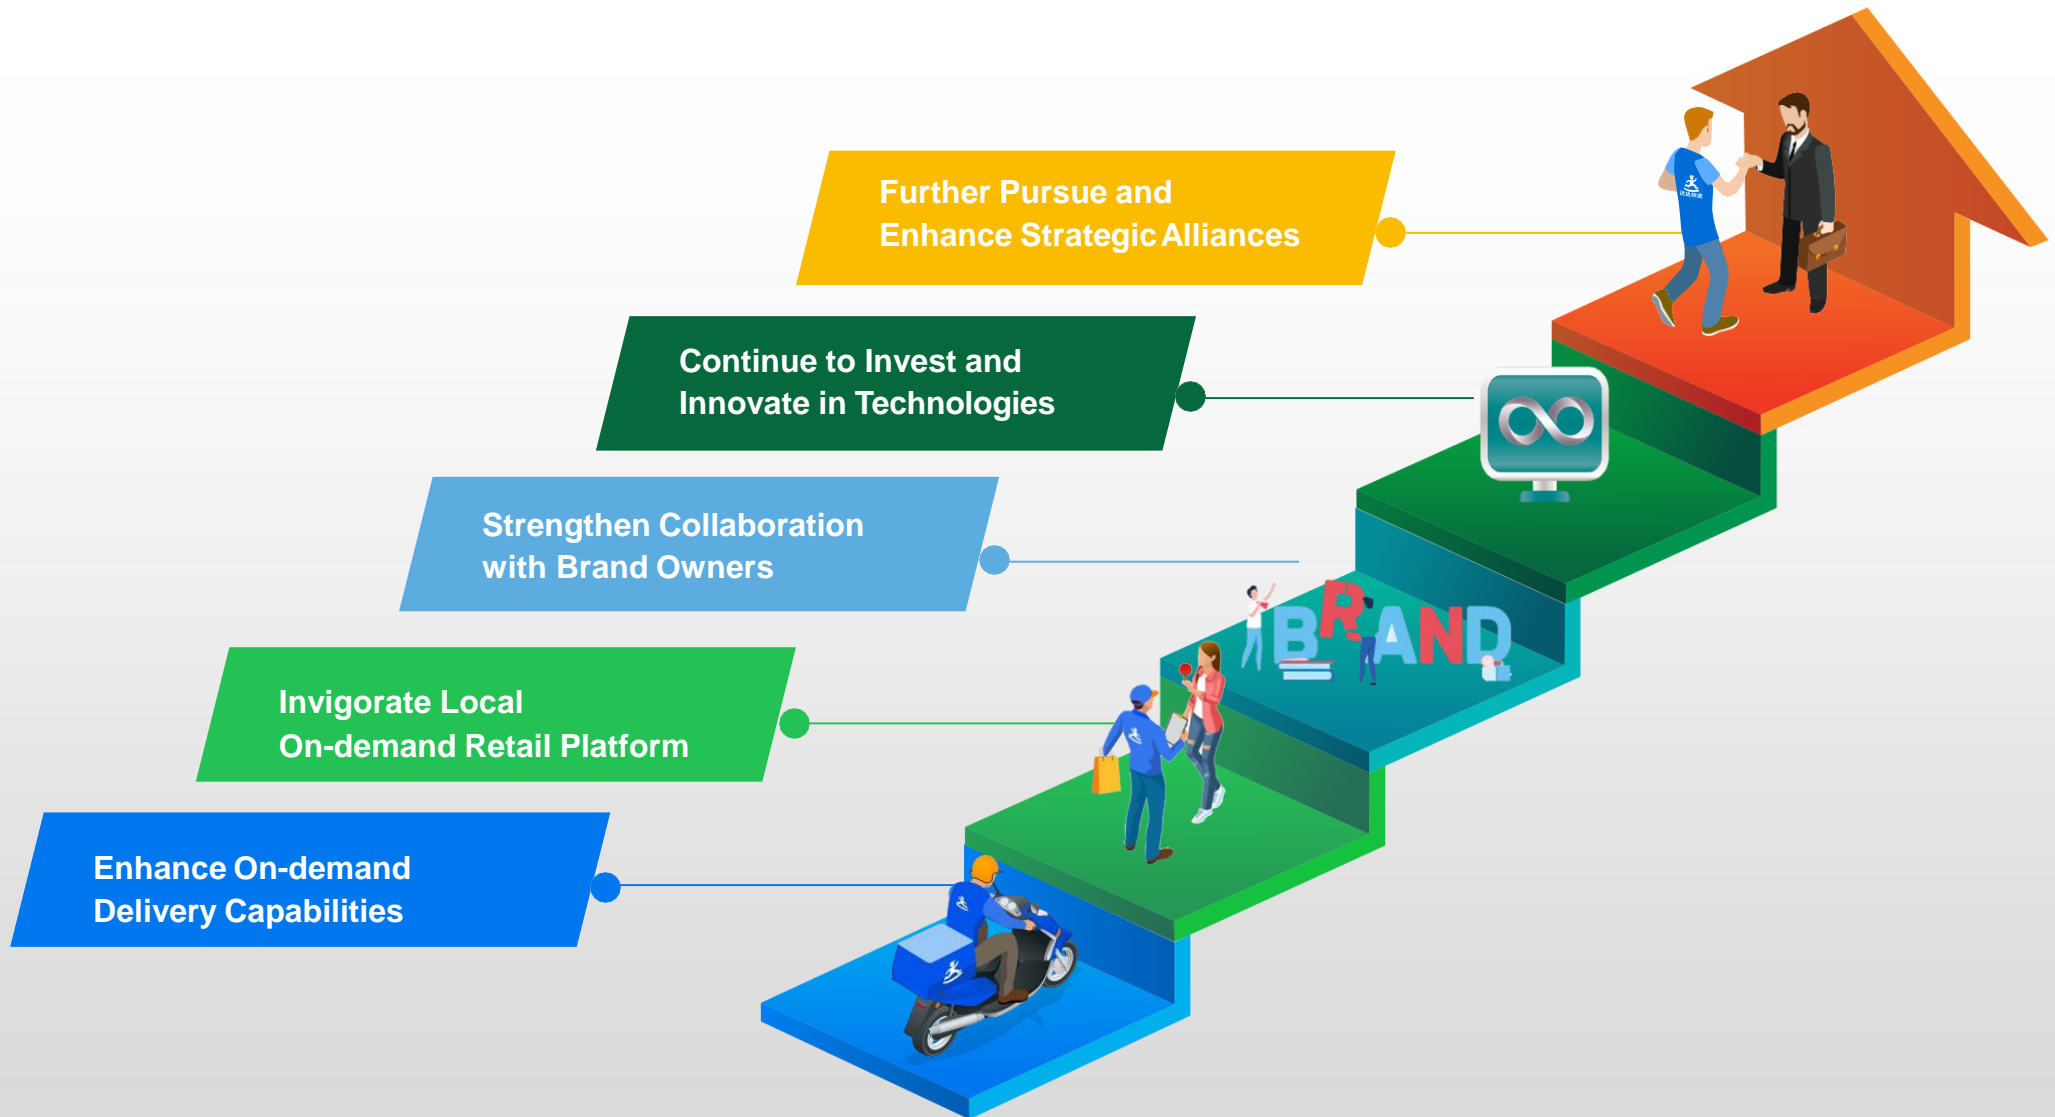 Further Pursue and
Enhance Strategic Alliances
Continue to Invest and
Innovate in Technologies
Strengthen Collaboration
with Brand Owners
BRAND
Invigorate Local
On-demand Retail Platform
Enhance On-demand
Delivery Capabilities